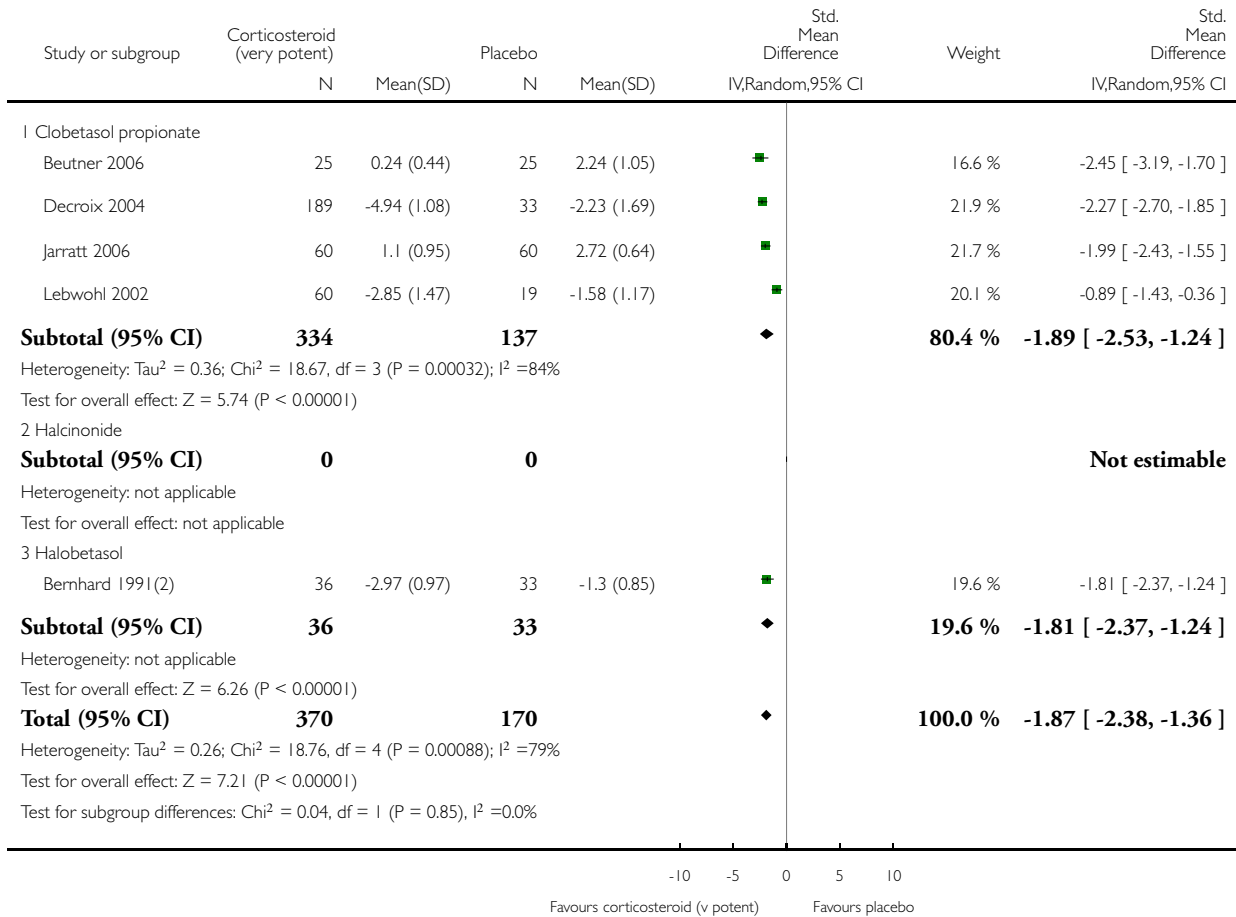 Study or subgroup Corticosteroid (very potent) Placebo Std. Mean Difference Weight Std. Mean Difference
N Mean(SD) N Mean(SD) IV,Random,95% CI IV,Random,95% CI
1 Clobetasol propionate
Beutner 2006 25 0.24 (0.44) 25 2.24 (1.05) 16.6 % -2.45 [ -3.19, -1.70 ]
Decroix 2004 189 -4.94 (1.08) 33 -2.23 (1.69) 21.9 % -2.27 [ -2.70, -1.85 ]
Jarratt 2006 60 1.1 (0.95) 60 2.72 (0.64) 21.7 % -1.99 [ -2.43, -1.55 ]
Lebwohl 2002 60 -2.85 (1.47) 19 -1.58 (1.17) 20.1 % -0.89 [ -1.43, -0.36 ]
Subtotal (95% CI) 334 137 80.4 % -1.89 [ -2.53, -1.24 ]
Heterogeneity: Tau² = 0.36; Chi² = 18.67, df = 3 (P = 0.00032); I² =84%
Test for overall effect: Z = 5.74 (P < 0.00001)
2 Halcinonide
Subtotal (95% CI) 0 0 Not estimable
Heterogeneity: not applicable
Test for overall effect: not applicable
3 Halobetasol
Bernhard 1991(2) 36 -2.97 (0.97) 33 -1.3 (0.85) 19.6 % -1.81 [ -2.37, -1.24 ]
Subtotal (95% CI) 36 33 19.6 % -1.81 [ -2.37, -1.24 ]
Heterogeneity: not applicable
Test for overall effect: Z = 6.26 (P < 0.00001)
Total (95% CI) 370 170 100.0 % -1.87 [ -2.38, -1.36 ]
Heterogeneity: Tau² = 0.26; Chi² = 18.76, df = 4 (P = 0.00088); I² =79%
Test for overall effect: Z = 7.21 (P < 0.00001)
Test for subgroup differences: Chi² = 0.04, df = 1 (P = 0.85), I² =0.0%
-10 -5 0 5 10
Favours corticosteroid (v potent) Favours placebo